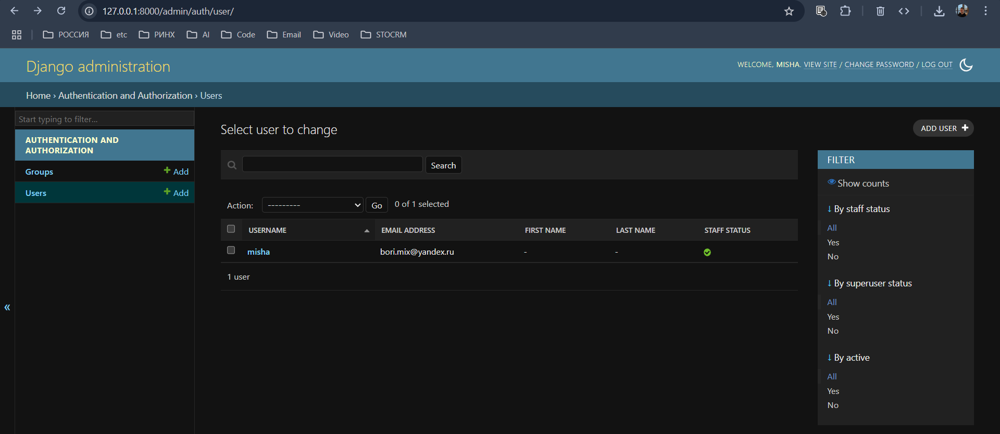 127.0.0.1:8000/admin/auth/user/
РОССИЯ etc РИНХ AI Code Email Video STOCRM
Django administration
WELCOME, MISHA. VIEW SITE / CHANGE PASSWORD / LOG OUT
Home › Authentication and Authorization › Users
Start typing to filter...
AUTHENTICATION AND
AUTHORIZATION
Groups + Add
Users + Add
«
Select user to change
ADD USER +
Search
Action: --------- Go 0 of 1 selected
USERNAME EMAIL ADDRESS FIRST NAME LAST NAME STAFF STATUS
misha bori.mix@yandex.ru - -
1 user
FILTER
Show counts
↓ By staff status
All
Yes
No
↓ By superuser status
All
Yes
No
↓ By active
All
Yes
No